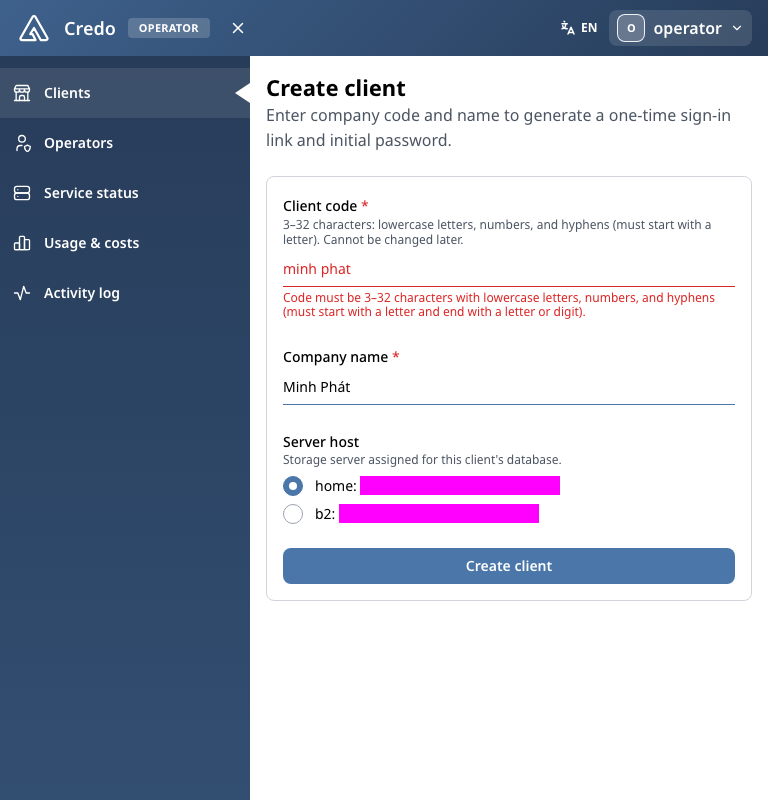 Credo
OPERATOR
EN
O
operator
Clients
Operators
Service status
Usage & costs
Activity log
Create client
Enter company code and name to generate a one-time sign-in
link and initial password.
Client code *
3–32 characters: lowercase letters, numbers, and hyphens (must start with a
letter). Cannot be changed later.
minh phat
Code must be 3–32 characters with lowercase letters, numbers, and hyphens
(must start with a letter and end with a letter or digit).
Company name *
Minh Phát
Server host
Storage server assigned for this client's database.
home:
b2:
Create client